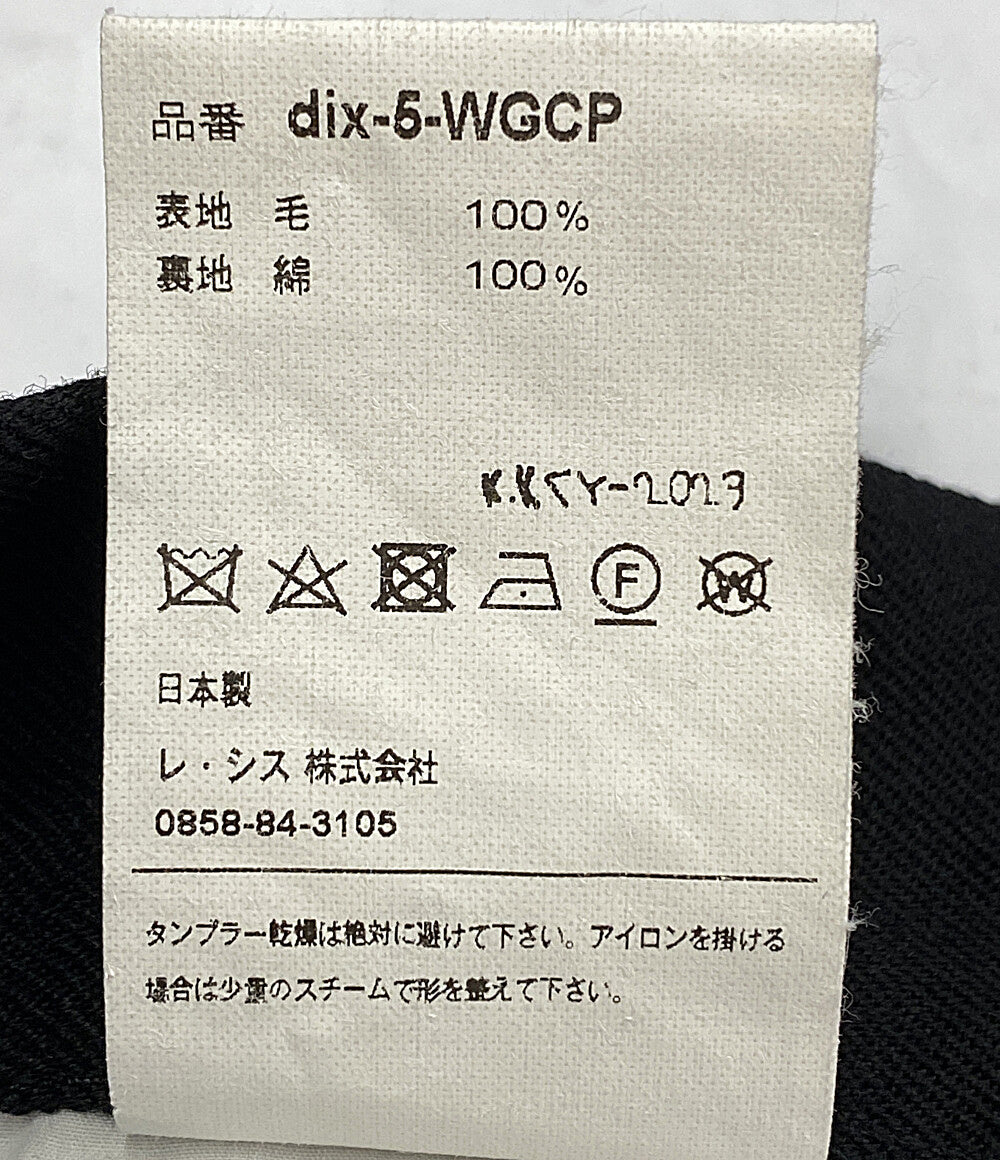 品番 dix-5-WGCP
表地 毛 100%
裏地 綿 100%
F
W
日本製
レ・シス 株式会社
0858-84-3105
タンブラー乾燥は絶対に避けて下さい。アイロンを掛ける
場合は少量のスチームで形を整えて下さい。